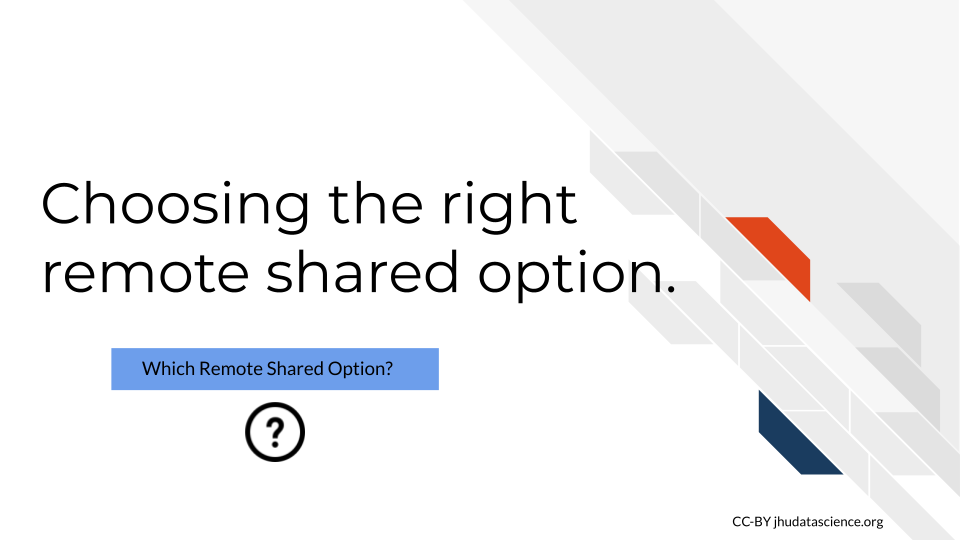 Choosing the right
remote shared option.
Which Remote Shared Option?
?
CC-BY jhudatascience.org